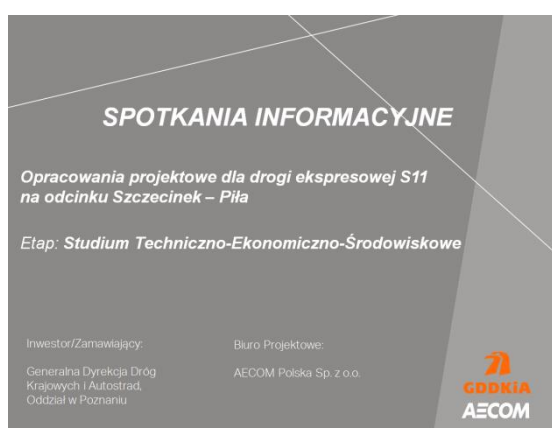 SPOTKANIA INFORMACYJNE
Opracowania projektowe dla drogi ekspresowej S11
na odcinku Szczecinek – Piła
Etap: Studium Techniczno-Ekonomiczno-Środowiskowe
Inwestor/Zamawiający:
Generalna Dyrekcja Dróg
Krajowych i Autostrad,
Oddział w Poznaniu
Biuro Projektowe:
AECOM Polska Sp. z o.o.
GDDKiA
AECOM